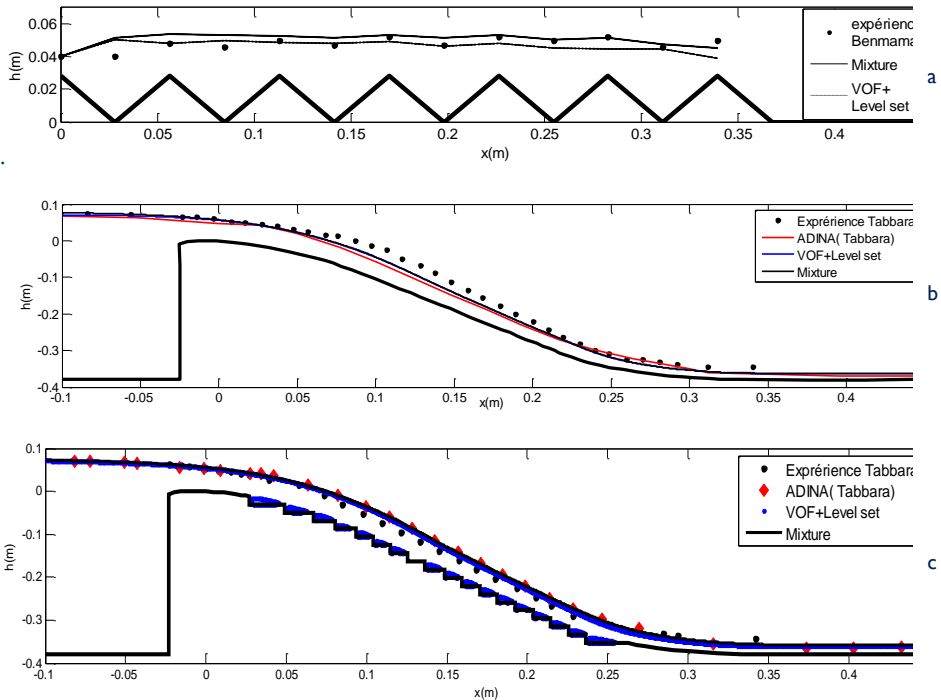 0.06
0.04
0.02
0
h(m)
0 0.05 0.1 0.15 0.2 0.25 0.3 0.35 0.4
x(m)
expérience
Benmama
Mixture
VOF+
Level set
a
.
0.1
0
-0.1
-0.2
-0.3
-0.4
h(m)
-0.1 -0.05 0 0.05 0.1 0.15 0.2 0.25 0.3 0.35 0.4
x(m)
Exprérience Tabbara
ADINA( Tabbara)
VOF+Level set
Mixture
b
0.1
0
-0.1
-0.2
-0.3
-0.4
h(m)
-0.1 -0.05 0 0.05 0.1 0.15 0.2 0.25 0.3 0.35 0.4
x(m)
Exprérience Tabbara
ADINA( Tabbara)
VOF+Level set
Mixture
c